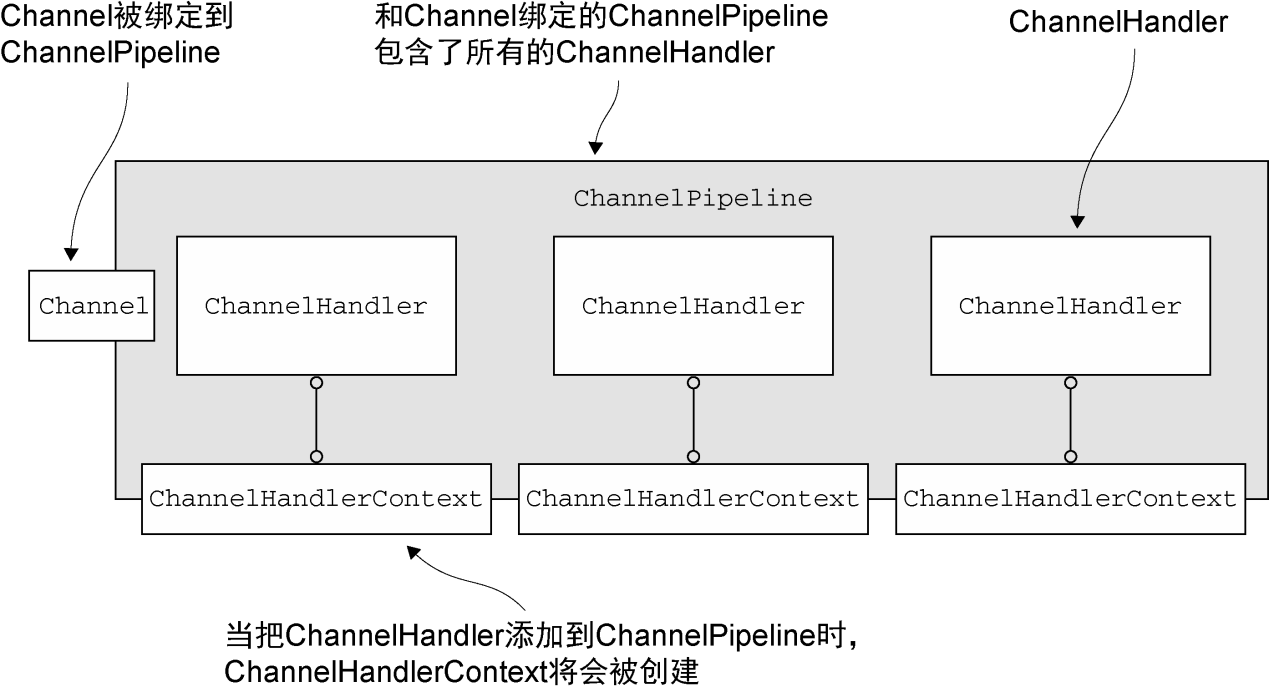 Channel被绑定到
ChannelPipeline
和Channel绑定的ChannelPipeline
包含了所有的ChannelHandler
ChannelHandler
ChannelPipeline
Channel
ChannelHandler
ChannelHandler
ChannelHandler
ChannelHandlerContext
ChannelHandlerContext
ChannelHandlerContext
当把ChannelHandler添加到ChannelPipeline时，
ChannelHandlerContext将会被创建